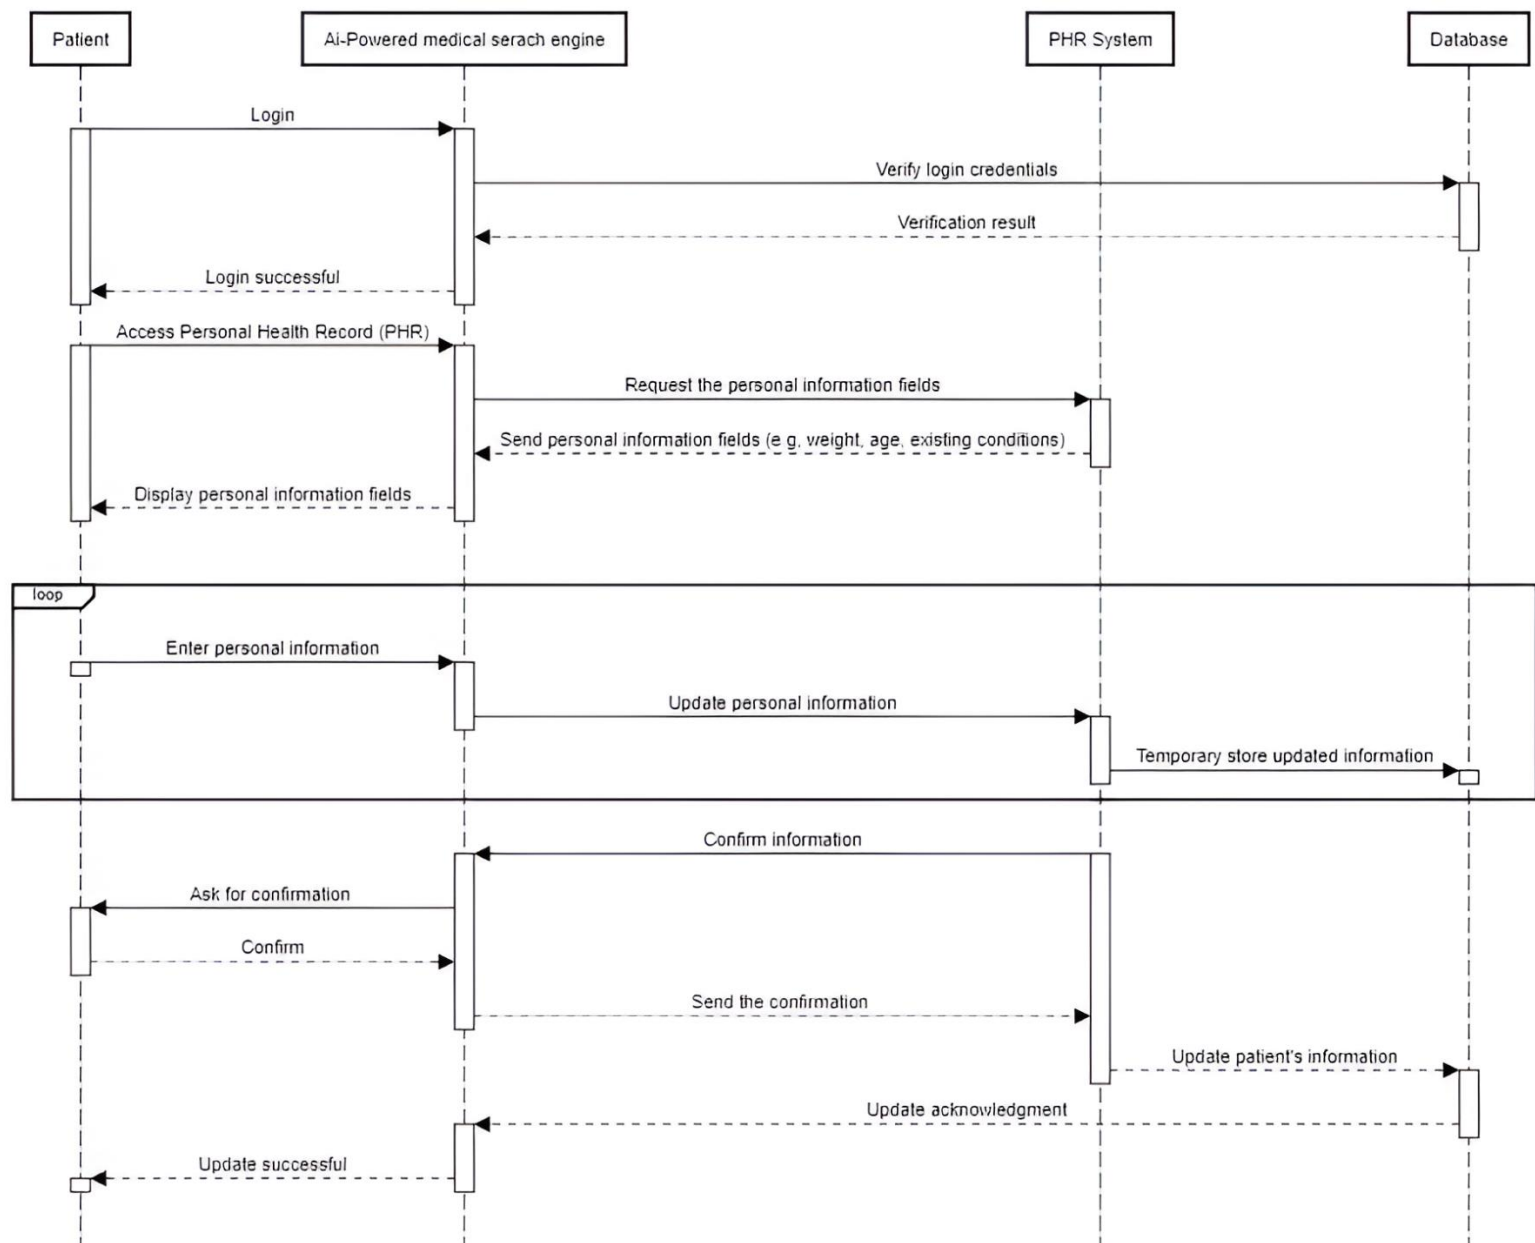 Patient
Ai-Powered medical serach engine
PHR System
Database
Login
Verify login credentials
Verification result
Login successful
Access Personal Health Record (PHR)
Request the personal information fields
Send personal information fields (e g, weight, age, existing conditions)
Display personal information fields
loop
Enter personal information
Update personal information
Temporary store updated information
Confirm information
Ask for confirmation
Confirm
Send the confirmation
Update patient's information
Update acknowledgment
Update successful